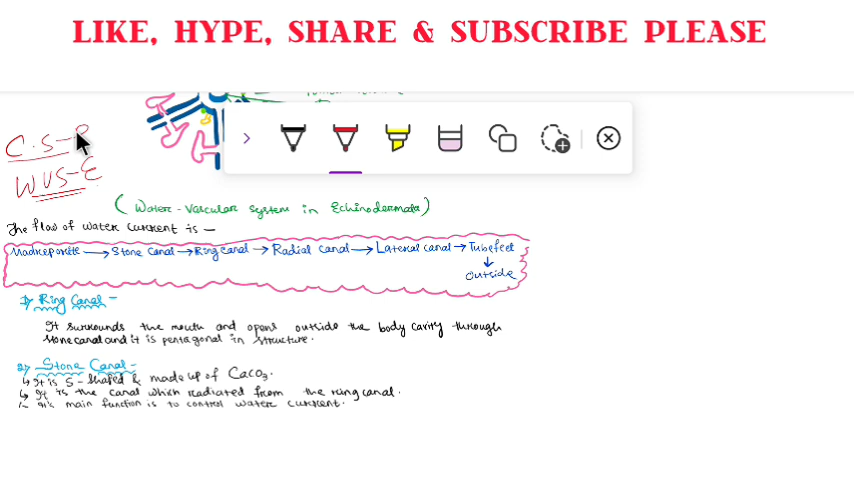 LIKE, HYPE, SHARE & SUBSCRIBE PLEASE
C.S-P
WVS-E
(Water-Varcular system in Echinodermata)
The flow of water current is —
Madreporite → Stone canal → Ring canal → Radial canal → Lateral canal → Tubefeet
↓
outside
1) Ring Canal -
It surrounds the mouth and opens outside the body cavity through
stone canal and it is pentagonal in structure.
2) Stone Canal -
↳ It is S-shaped & made up of CaCO3.
↳ It is the canal which radiated from the ring canal.
↳ It's main function is to control water current.